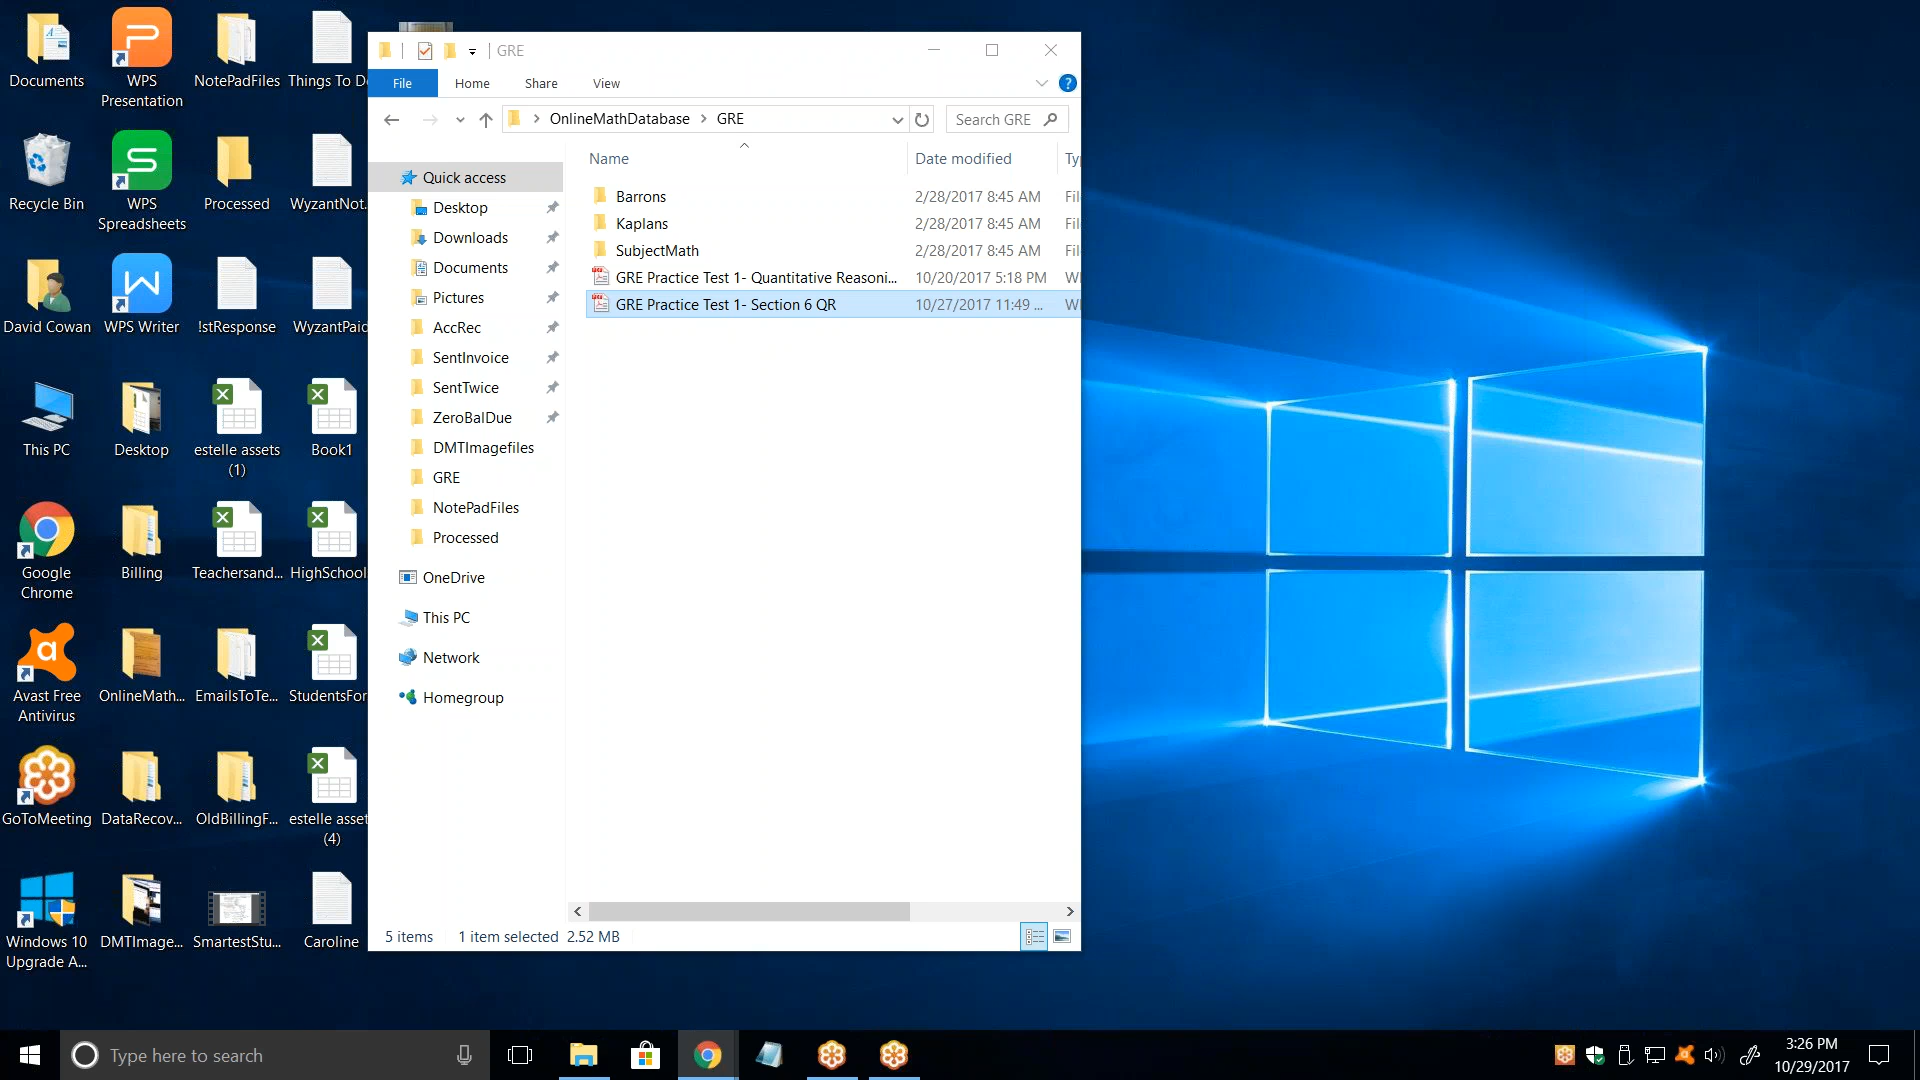 Documents
WPS
Presentation
NotePadFiles
Things To D
Recycle Bin
WPS
Spreadsheets
Processed
WyzantNot.
David Cowan
WPS Writer
!stResponse
WyzantPaid
This PC
Desktop
estelle assets
(1)
Book1
Google
Chrome
Billing
Teachersand...
HighSchool
Avast Free
Antivirus
OnlineMath...
EmailsToTe...
StudentsFor
GoToMeeting
DataRecov...
OldBillingF...
estelle asset
(4)
Windows 10
Upgrade A...
DMTImage...
SmartestStu...
Caroline
GRE
File
Home
Share
View
OnlineMathDatabase
GRE
Search GRE
Quick access
Desktop
Downloads
Documents
Pictures
AccRec
SentInvoice
SentTwice
ZeroBalDue
DMTImagefiles
GRE
NotePadFiles
Processed
OneDrive
This PC
Network
Homegroup
Name Date modified Ty
Barrons 2/28/2017 8:45 AM Fil
Kaplans 2/28/2017 8:45 AM Fil
SubjectMath 2/28/2017 8:45 AM Fil
GRE Practice Test 1- Quantitative Reasoni... 10/20/2017 5:18 PM W
GRE Practice Test 1- Section 6 QR 10/27/2017 11:49 ... W
5 items 1 item selected 2.52 MB
Type here to search
3:26 PM
10/29/2017